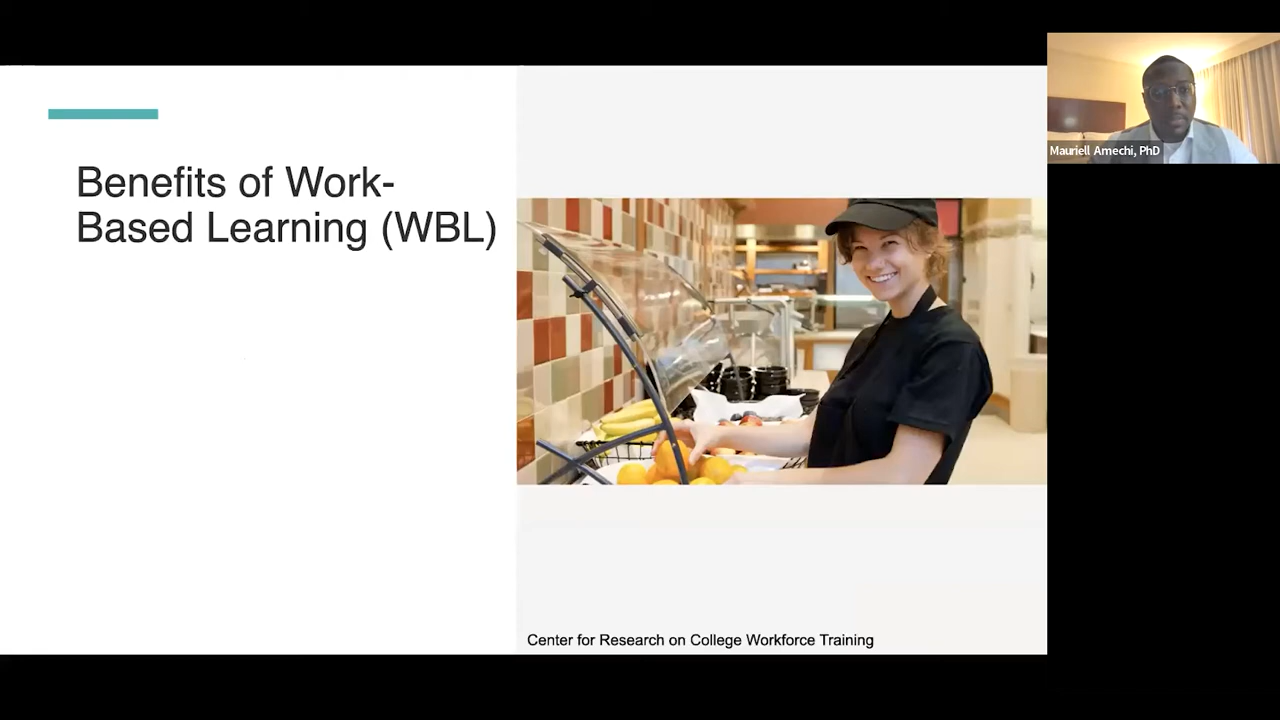 Benefits of Work-
Based Learning (WBL)
Mauriell Amechi, PhD
Center for Research on College Workforce Training